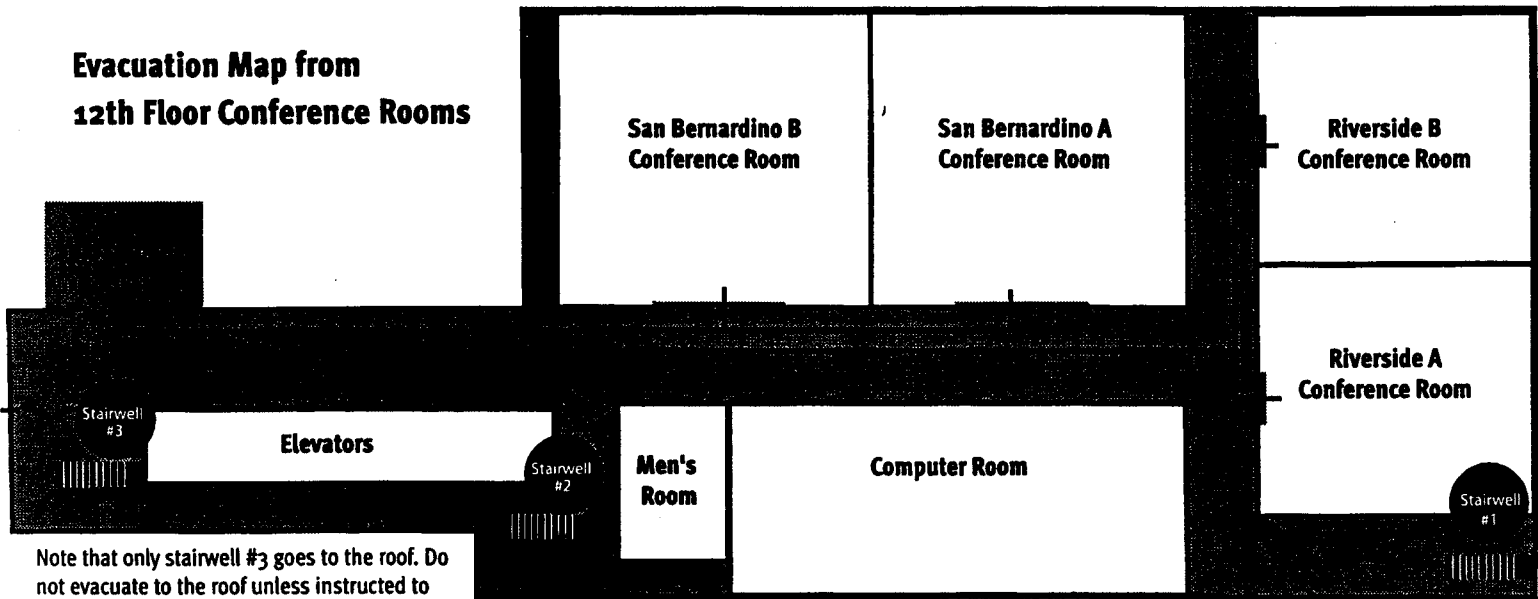 Evacuation Map from
12th Floor Conference Rooms
San Bernardino B
Conference Room
San Bernardino A
Conference Room
Riverside B
Conference Room
Riverside A
Conference Room
Stairwell
#3
Elevators
Stairwell
#2
Men's
Room
Computer Room
Stairwell
#1
Note that only stairwell #3 goes to the roof. Do
not evacuate to the roof unless instructed to